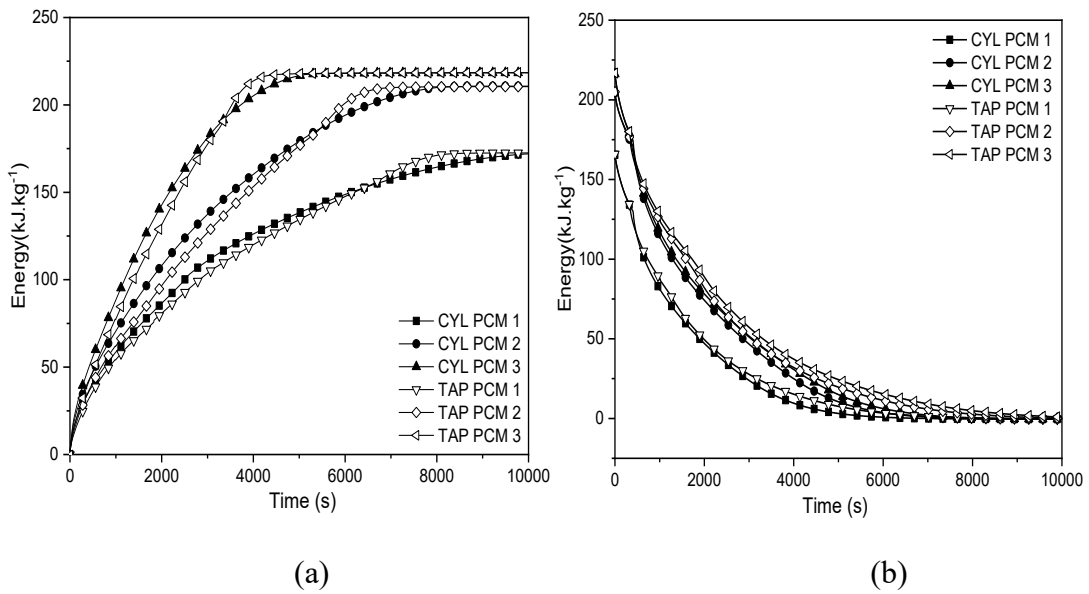 250
200
150
100
50
0
Energy(kJ.kg⁻¹)
CYL PCM 1
CYL PCM 2
CYL PCM 3
TAP PCM 1
TAP PCM 2
TAP PCM 3
0 2000 4000 6000 8000 10000
Time (s)
(a)
250
200
150
100
50
0
Energy(kJ.kg⁻¹)
CYL PCM 1
CYL PCM 2
CYL PCM 3
TAP PCM 1
TAP PCM 2
TAP PCM 3
0 2000 4000 6000 8000 10000
Time (s)
(b)